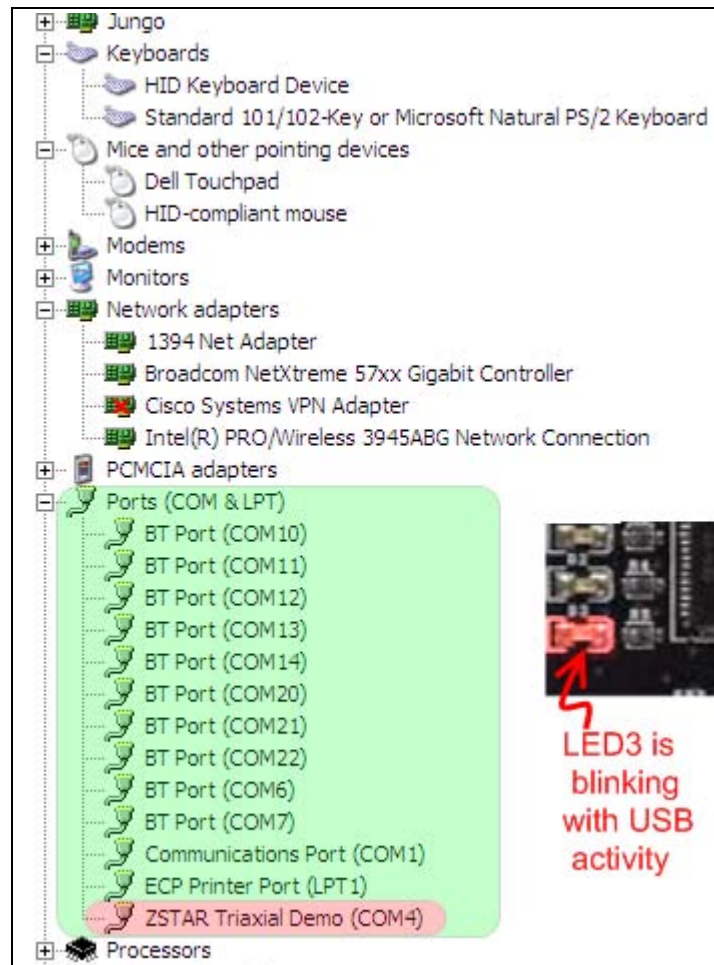 Jungo
Keyboards
HID Keyboard Device
Standard 101/102-Key or Microsoft Natural PS/2 Keyboard
Mice and other pointing devices
Dell Touchpad
HID-compliant mouse
Modems
Monitors
Network adapters
1394 Net Adapter
Broadcom NetXtreme 57xx Gigabit Controller
Cisco Systems VPN Adapter
Intel(R) PRO/Wireless 3945ABG Network Connection
PCMCIA adapters
Ports (COM & LPT)
BT Port (COM10)
BT Port (COM11)
BT Port (COM12)
BT Port (COM13)
BT Port (COM14)
BT Port (COM20)
BT Port (COM21)
BT Port (COM22)
BT Port (COM6)
BT Port (COM7)
Communications Port (COM1)
ECP Printer Port (LPT1)
ZSTAR Triaxial Demo (COM4)
Processors
LED3 is
blinking
with USB
activity